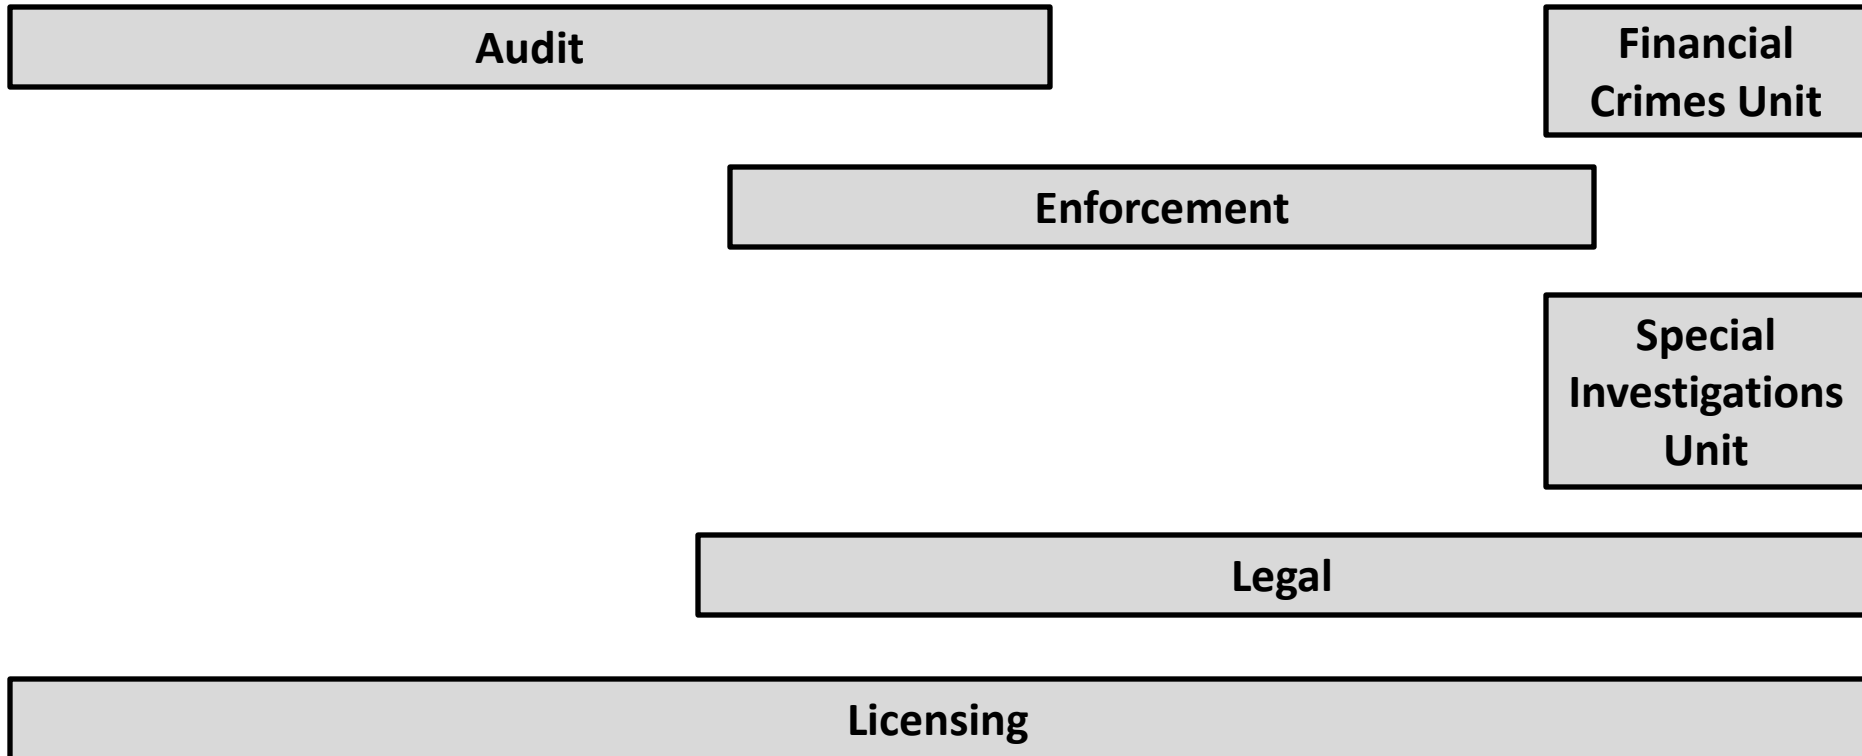 Audit
Financial
Crimes Unit
Enforcement
Special
Investigations
Unit
Legal
Licensing